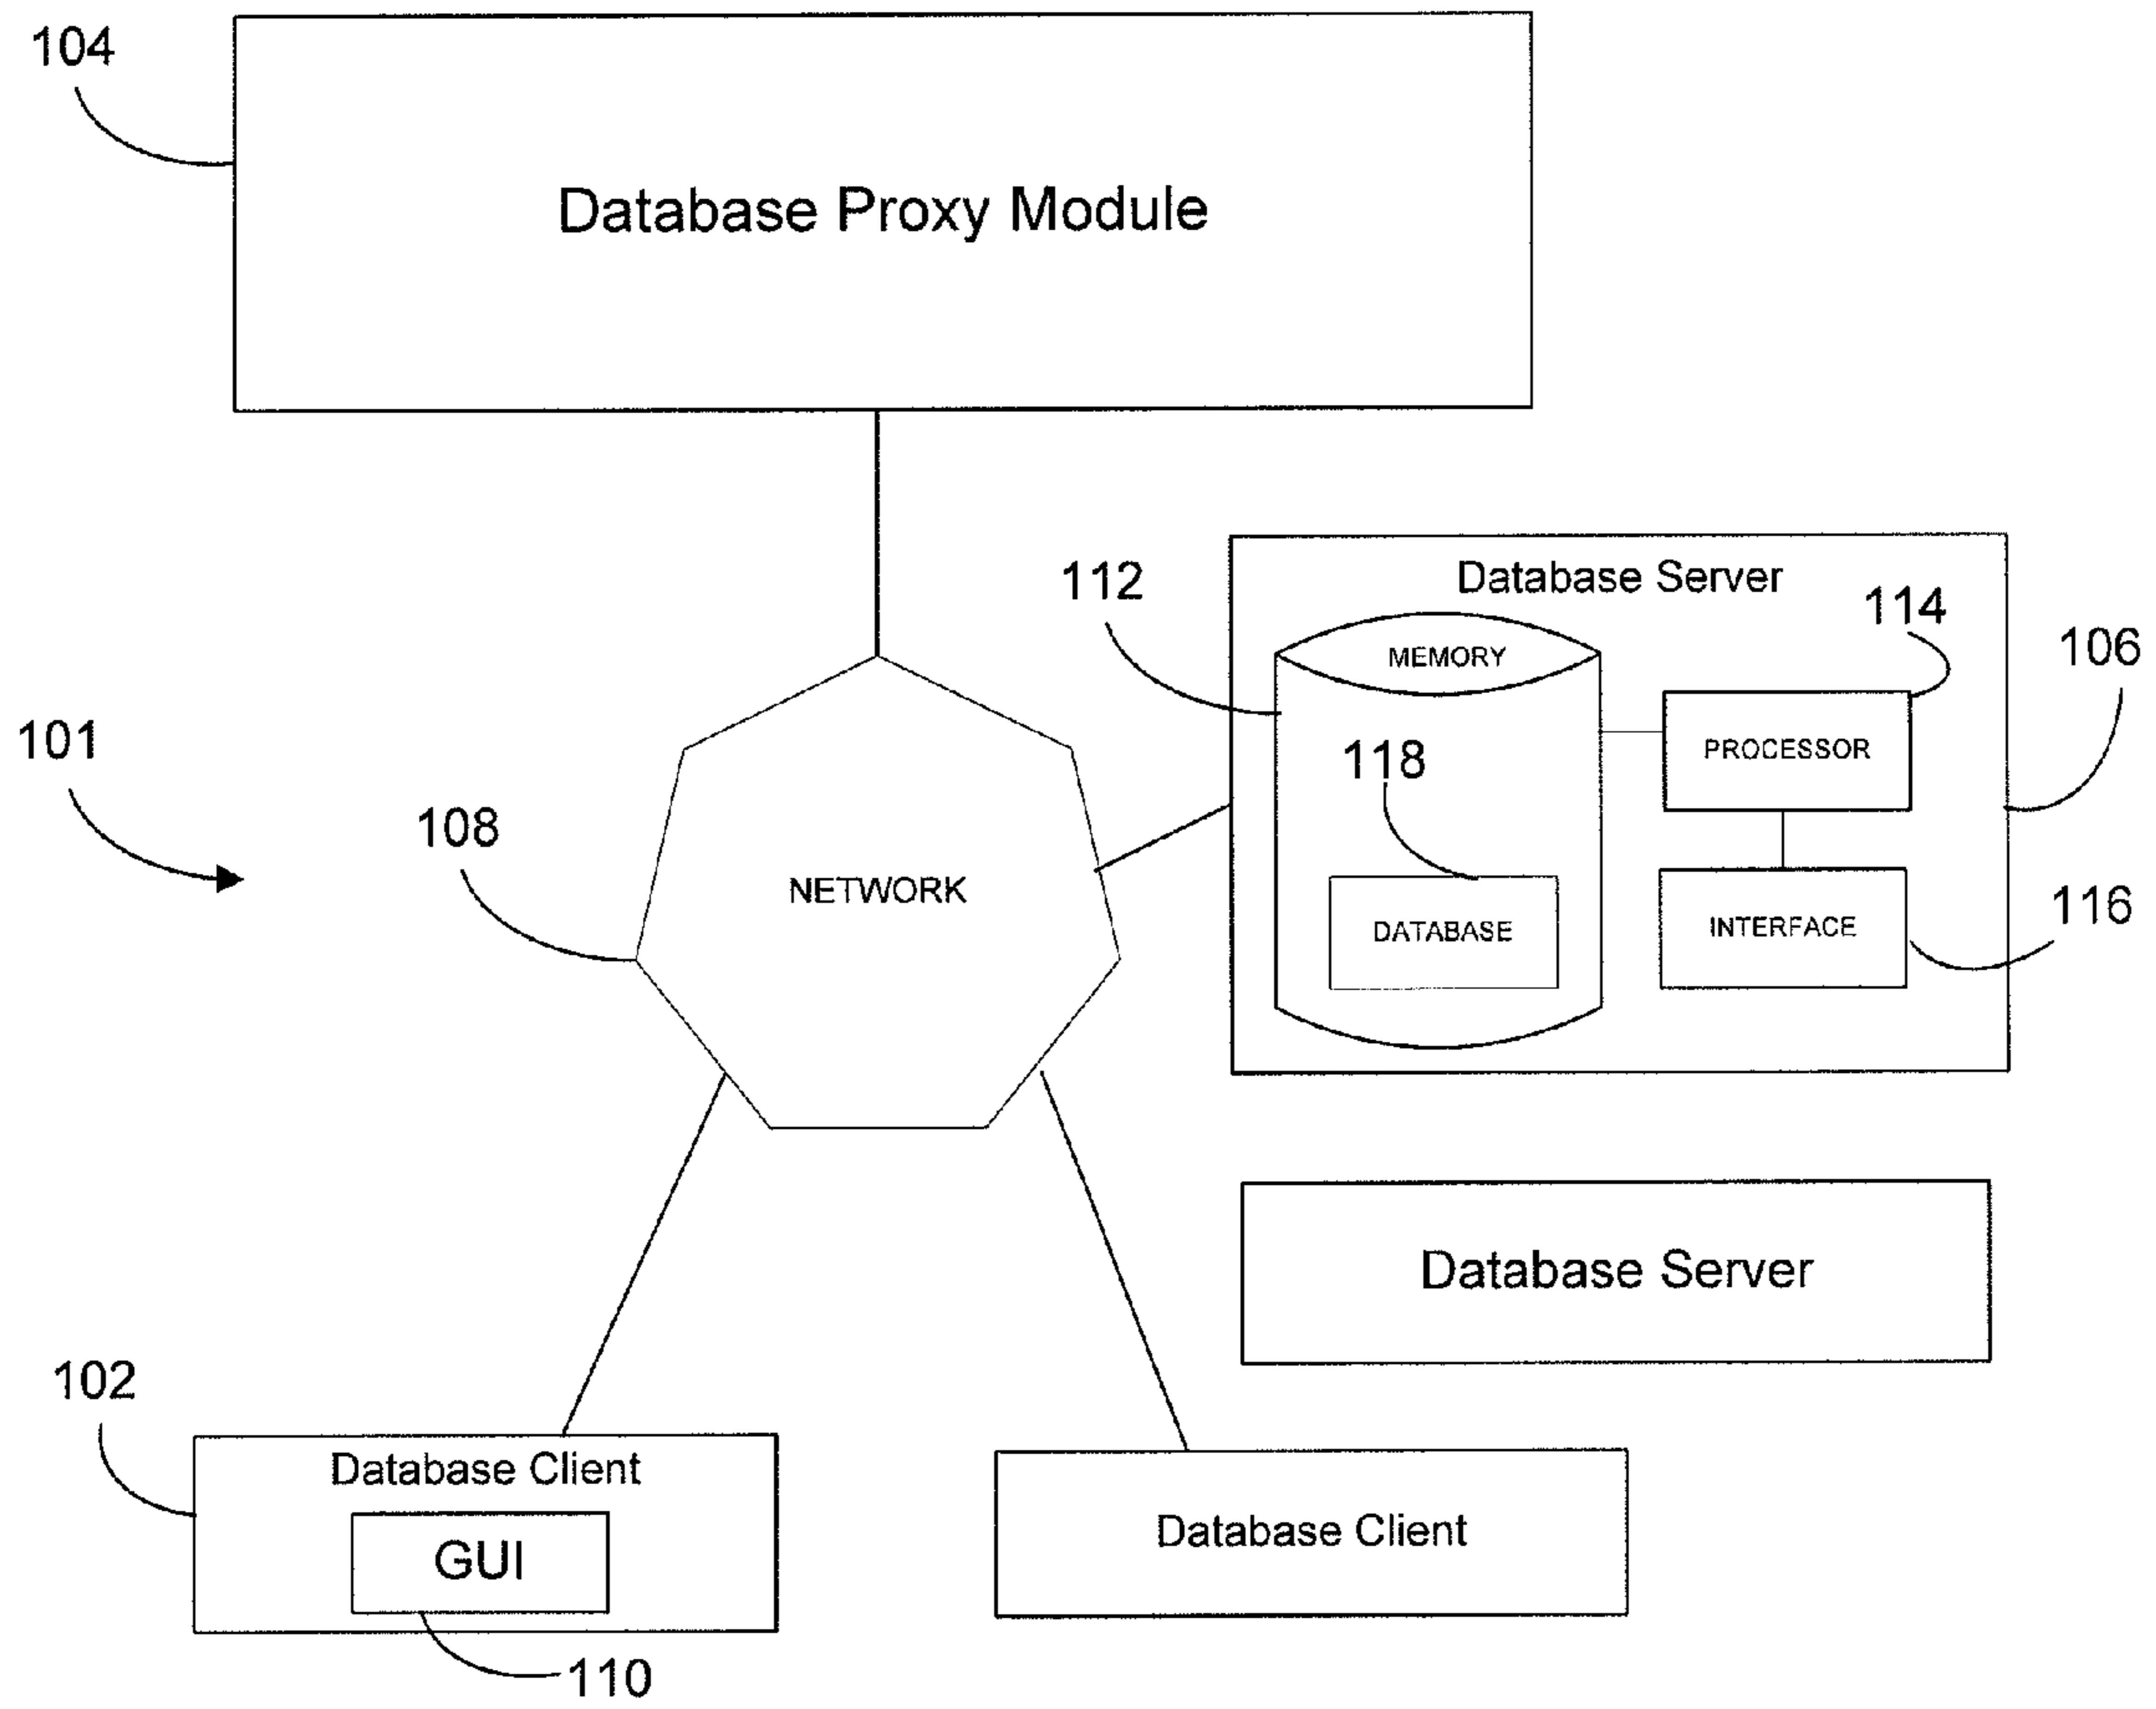 104
Database Proxy Module
112
Database Server
114
106
MEMORY
101
118
PROCESSOR
108
NETWORK
DATABASE
INTERFACE
116
Database Server
102
Database Client
GUI
Database Client
110